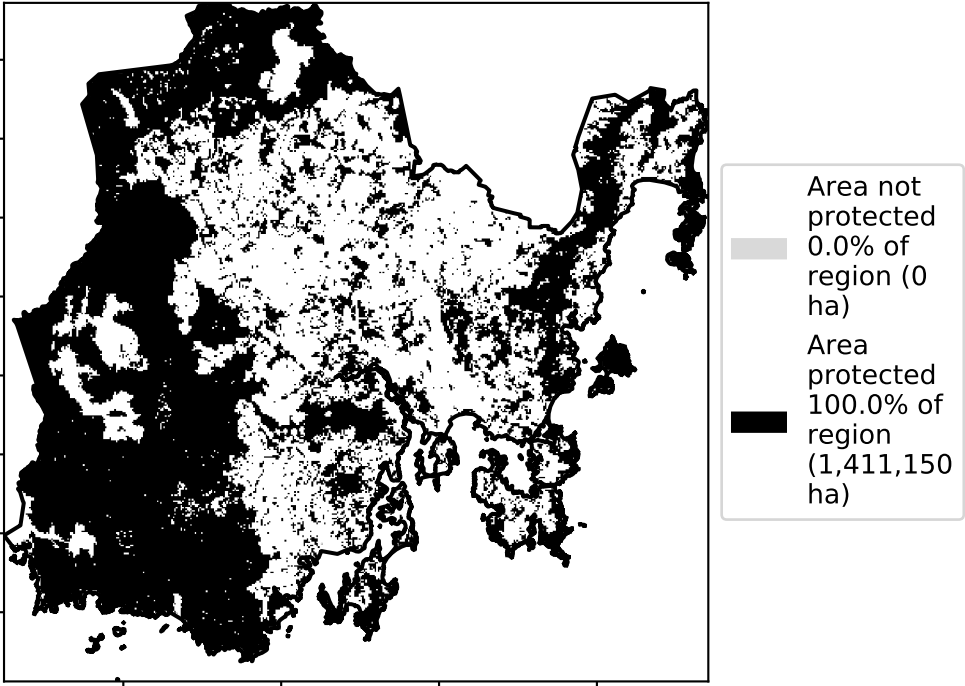 Area not
protected
0.0% of
region (0
ha)
Area
protected
100.0% of
region
(1,411,150
ha)